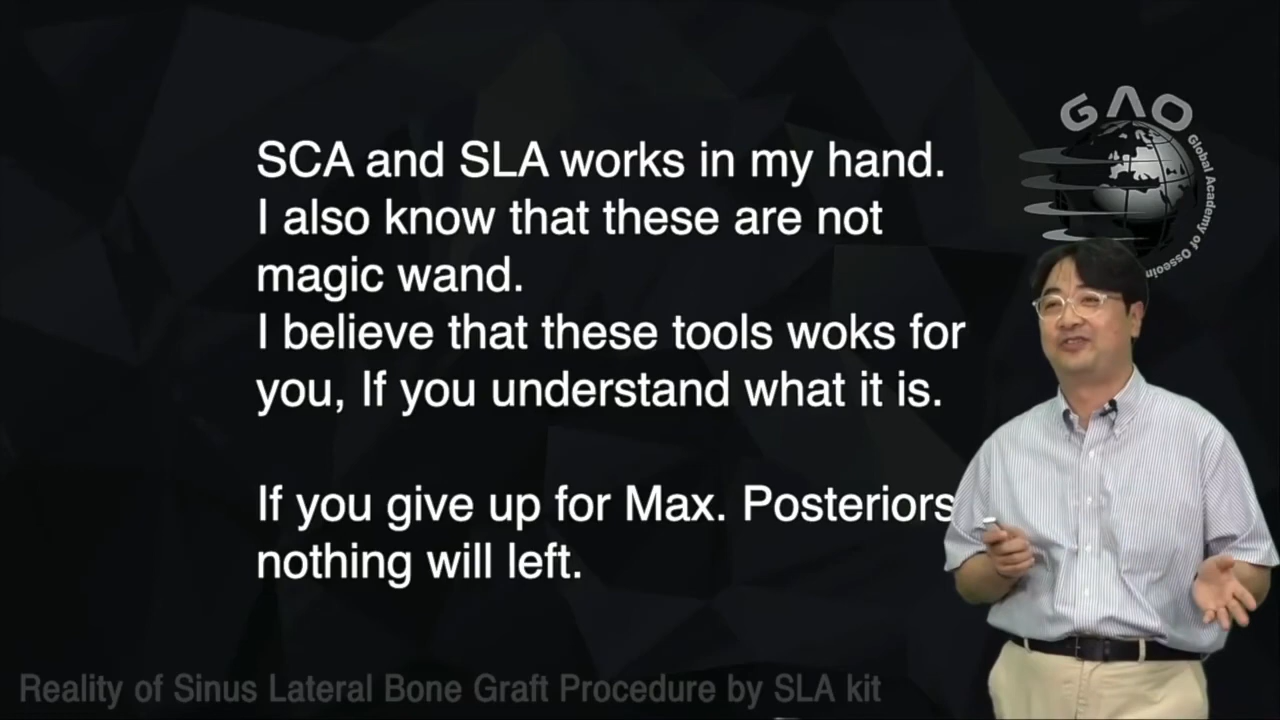 GAO
Global Academy of Osseoin
SCA and SLA works in my hand.
I also know that these are not
magic wand.
I believe that these tools woks for
you, If you understand what it is.
If you give up for Max. Posteriors
nothing will left.
Reality of Sinus Lateral Bone Graft Procedure by SLA kit